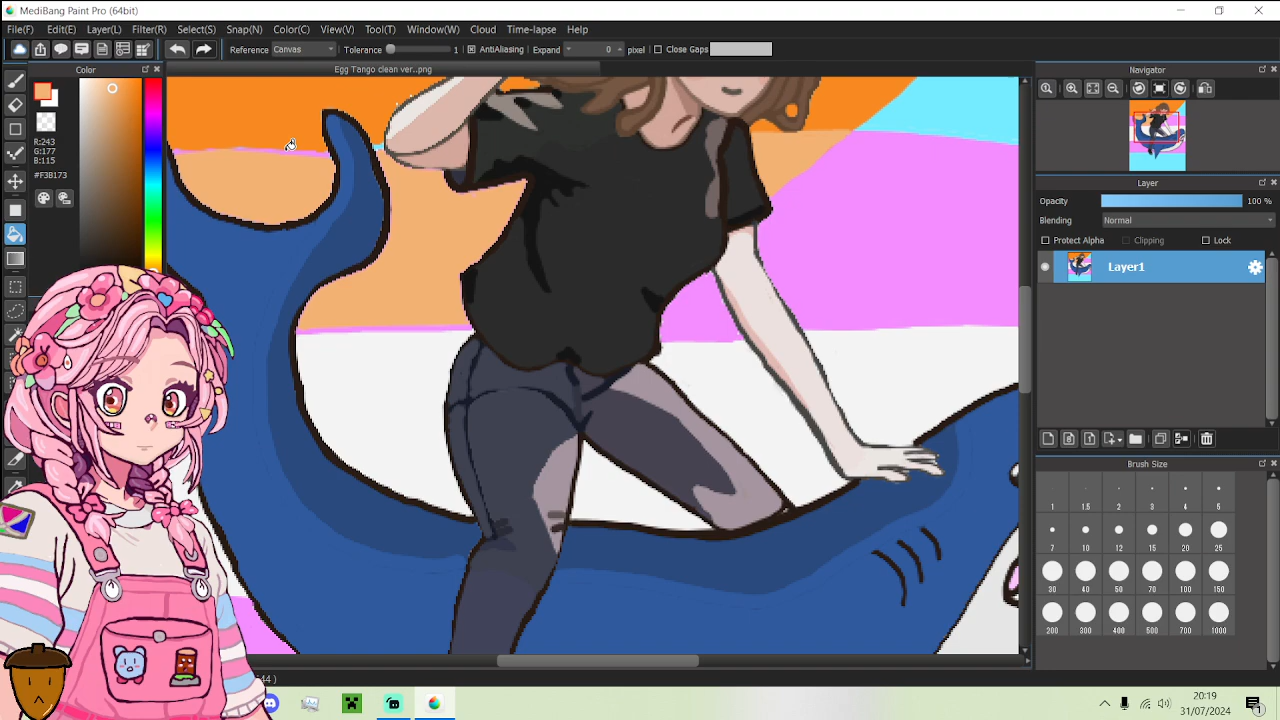 MediBang Paint Pro (64bit)
File(F) Edit(E) Layer(L) Filter(R) Select(S) Snap(N) Color(C) View(V) Tool(T) Window(W) Cloud Time-lapse Help
Reference Canvas Tolerance 1 AntiAliasing Expand 0 pixel Close Gaps
Color
Egg Tango clean ver..png
Navigator
R:243
G:177
B:115
#F3B173
Layer
Opacity 100 %
Blending Normal
Protect Alpha Clipping Lock
Layer1
Brush Size
1 1.5 2 3 4 5
7 10 12 15 20 25
30 40 50 70 100 150
200 300 400 500 700 1000
44 )
20:19
31/07/2024
1